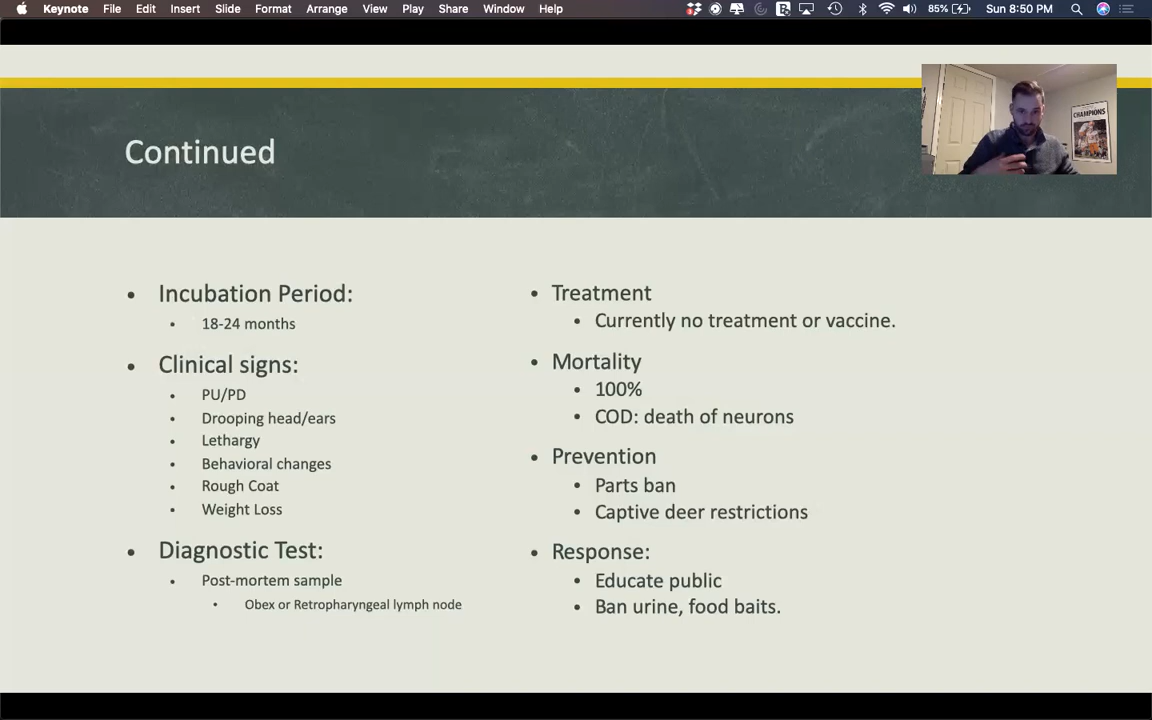 Keynote File Edit Insert Slide Format Arrange View Play Share Window Help 85% Sun 8:50 PM
CHAMPIONS
Continued
• Incubation Period:
• 18-24 months
• Clinical signs:
• PU/PD
• Drooping head/ears
• Lethargy
• Behavioral changes
• Rough Coat
• Weight Loss
• Diagnostic Test:
• Post-mortem sample
• Obex or Retropharyngeal lymph node
• Treatment
• Currently no treatment or vaccine.
• Mortality
• 100%
• COD: death of neurons
• Prevention
• Parts ban
• Captive deer restrictions
• Response:
• Educate public
• Ban urine, food baits.